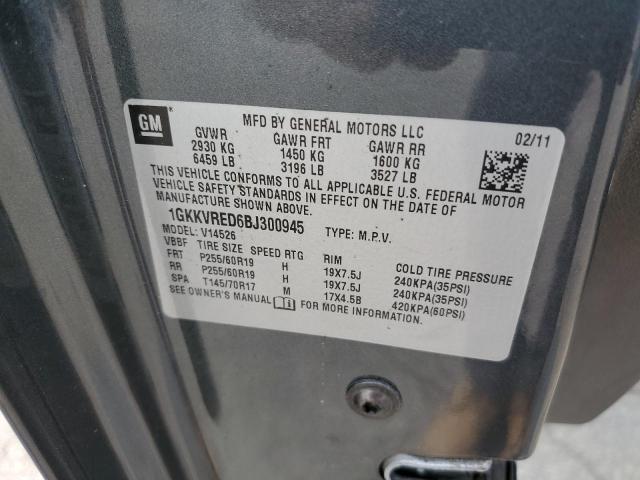 GM
MFD BY GENERAL MOTORS LLC 02/11
GVWR GAWR FRT GAWR RR
2930 KG 1450 KG 1600 KG
6459 LB 3196 LB 3527 LB
THIS VEHICLE CONFORMS TO ALL APPLICABLE U.S. FEDERAL MOTOR
VEHICLE SAFETY STANDARDS IN EFFECT ON THE DATE OF
MANUFACTURE SHOWN ABOVE.
1GKKVRED6BJ300945 TYPE: M.P.V.
MODEL: V14526
VBBF TIRE SIZE SPEED RTG RIM COLD TIRE PRESSURE
FRT P255/60R19 H 19X7.5J 240KPA(35PSI)
RR P255/60R19 H 19X7.5J 240KPA(35PSI)
SPA T145/70R17 M 17X4.5B 420KPA(60PSI)
SEE OWNER'S MANUAL FOR MORE INFORMATION.